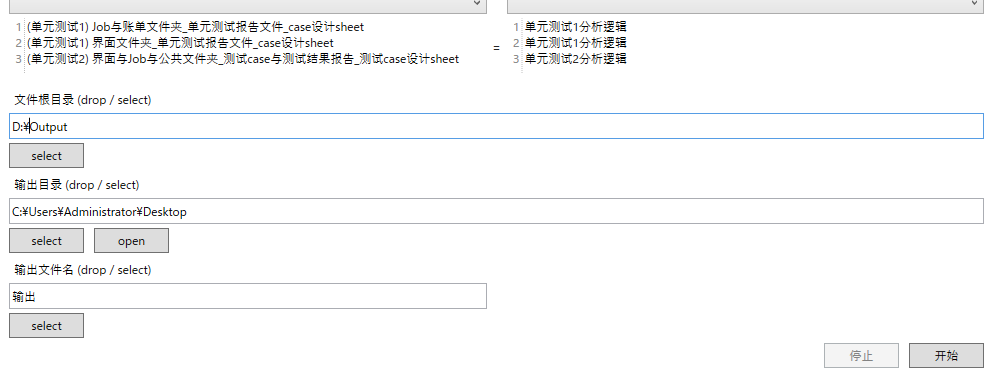 1 (单元测试1) Job与账单文件夹_单元测试报告文件_case设计sheet
2 (单元测试1) 界面文件夹_单元测试报告文件_case设计sheet
3 (单元测试2) 界面与Job与公共文件夹_测试case与测试结果报告_测试case设计sheet
=
1 单元测试1分析逻辑
2 单元测试1分析逻辑
3 单元测试2分析逻辑
文件根目录 (drop / select)
D:¥Output
select
输出目录 (drop / select)
C:¥Users¥Administrator¥Desktop
select open
输出文件名 (drop / select)
输出
select
停止 开始